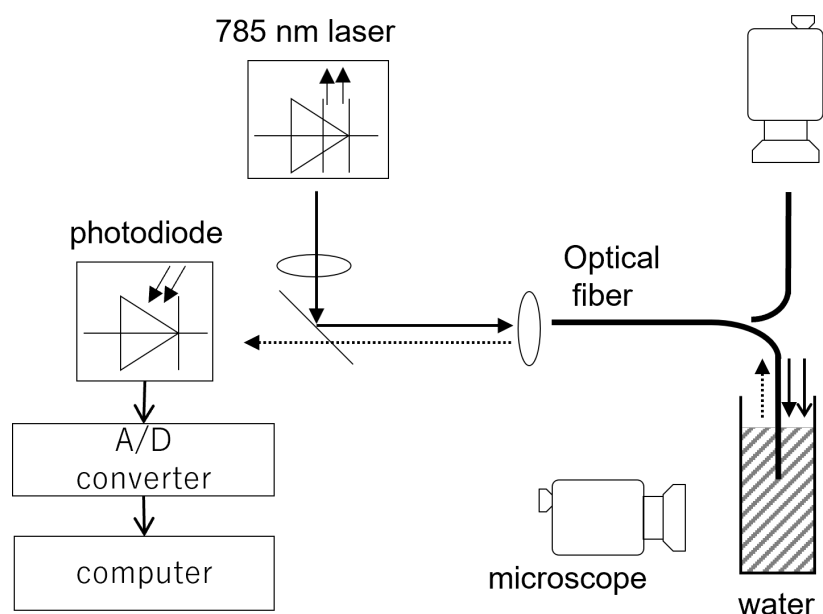 785 nm laser
photodiode
Optical
fiber
A/D
converter
computer
microscope
water